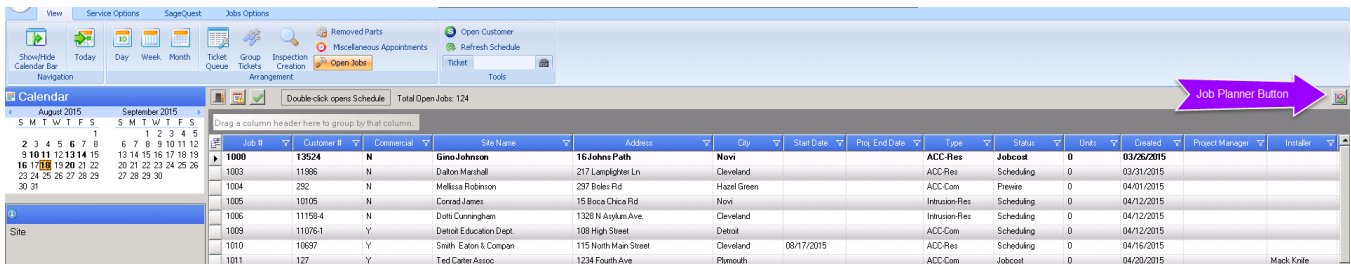 View Service Options SageQuest Jobs Options
Removed Parts Open Customer
Miscellaneous Appointments Refresh Schedule
Show/Hide Calendar Bar Today Day Week Month Ticket Queue Group Tickets Inspection Creation Open Jobs Ticket
Navigation Arrangement Tools
Job Planner Button
Calendar
Double-click opens Schedule Total Open Jobs: 124
August 2015 September 2015
S M T W T F S S M T W T F S
1 1 2 3 4 5
2 3 4 5 6 7 8 6 7 8 9 10 11 12
9 10 11 12 13 14 15 13 14 15 16 17 18 19
16 17 18 19 20 21 22 20 21 22 23 24 25 26
23 24 25 26 27 28 29 27 28 29 30
30 31
Site
Drag a column header here to group by that column.
Job # Customer # Commercial Site Name Address City Start Date Proj. End Date Type Status Units Created Project Manager Installer
1000 13524 N Gino Johnson 16 Johns Path Novi ACC-Res Jobcost 0 03/26/2015
1003 11986 N Dalton Marshall 217 Lamplighter Ln Cleveland ACC-Res Scheduling 0 03/31/2015
1004 292 N Mellissa Robinson 297 Boles Rd Hazel Green ACC-Com Prewire 0 04/01/2015
1005 10105 N Conrad James 15 Boca Chica Rd Novi Intrusion-Res Scheduling 0 04/12/2015
1006 11158-4 N Dotti Cunningham 1328 N Asylum Ave. Cleveland Intrusion-Res Scheduling 0 04/12/2015
1009 11076-1 Y Detroit Education Dept. 108 High Street Detroit ACC-Com Scheduling 0 04/12/2015
1010 10697 Y Smith Eaton & Compan 115 North Main Street Cleveland 08/17/2015 ACC-Res Scheduling 0 04/16/2015
1011 127 Y Ted Carter Assoc 1234 Fourth Ave Plymouth ACC-Com Jobcost 0 04/20/2015 Mack Knife